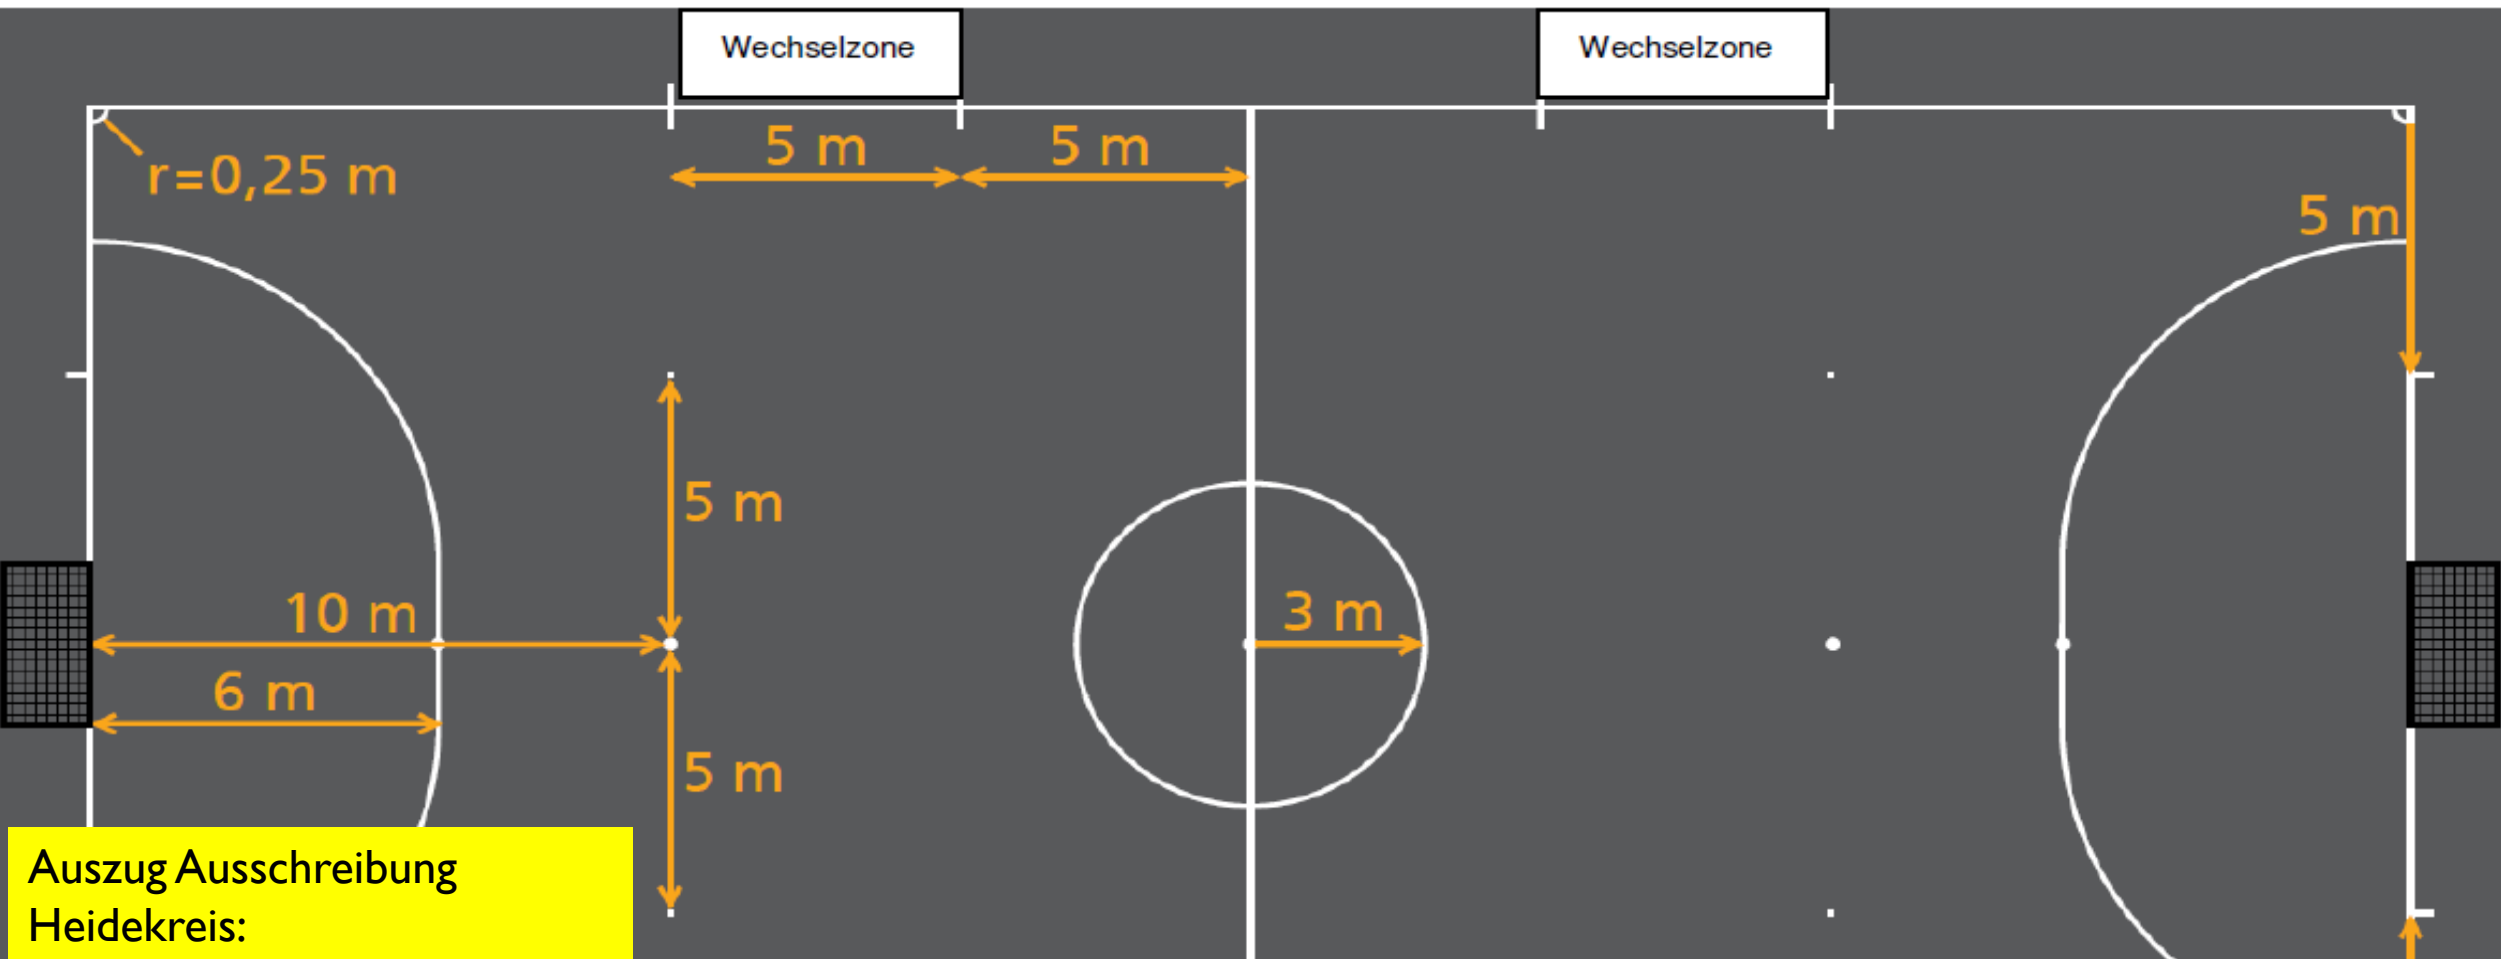 Wechselzone
Wechselzone
5 m
5 m
r=0,25 m
5 m
5 m
10 m
3 m
6 m
5 m
Auszug Ausschreibung
Heidekreis: